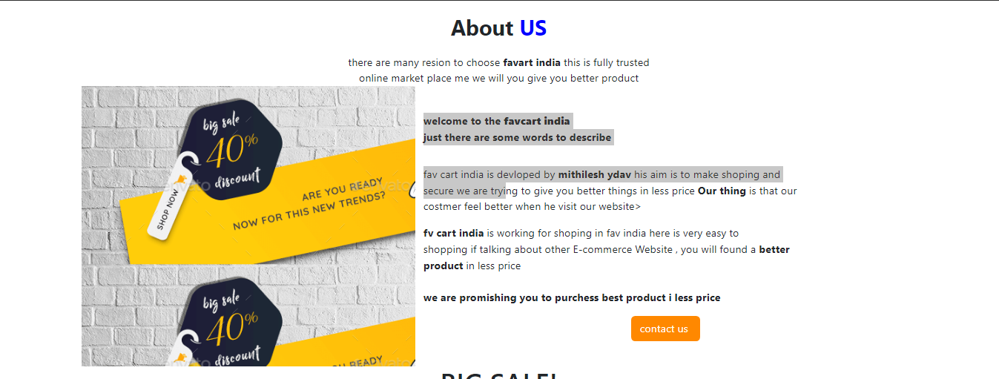 About US
there are many resion to choose favart india this is fully trusted
online market place me we will you give you better product
big sale
40%
discount
SHOP NOW
ARE YOU READY
NOW FOR THIS NEW TRENDS?
welcome to the favcart india
just there are some words to describe
fav cart india is devloped by mithilesh ydav his aim is to make shoping and
secure we are trying to give you better things in less price Our thing is that our
costmer feel better when he visit our website>
fv cart india is working for shoping in fav india here is very easy to
shopping if talking about other E-commerce Website , you will found a better
product in less price
we are promishing you to purchess best product i less price
contact us
big sale
40%
discount
YOU READY
BIG SALE!